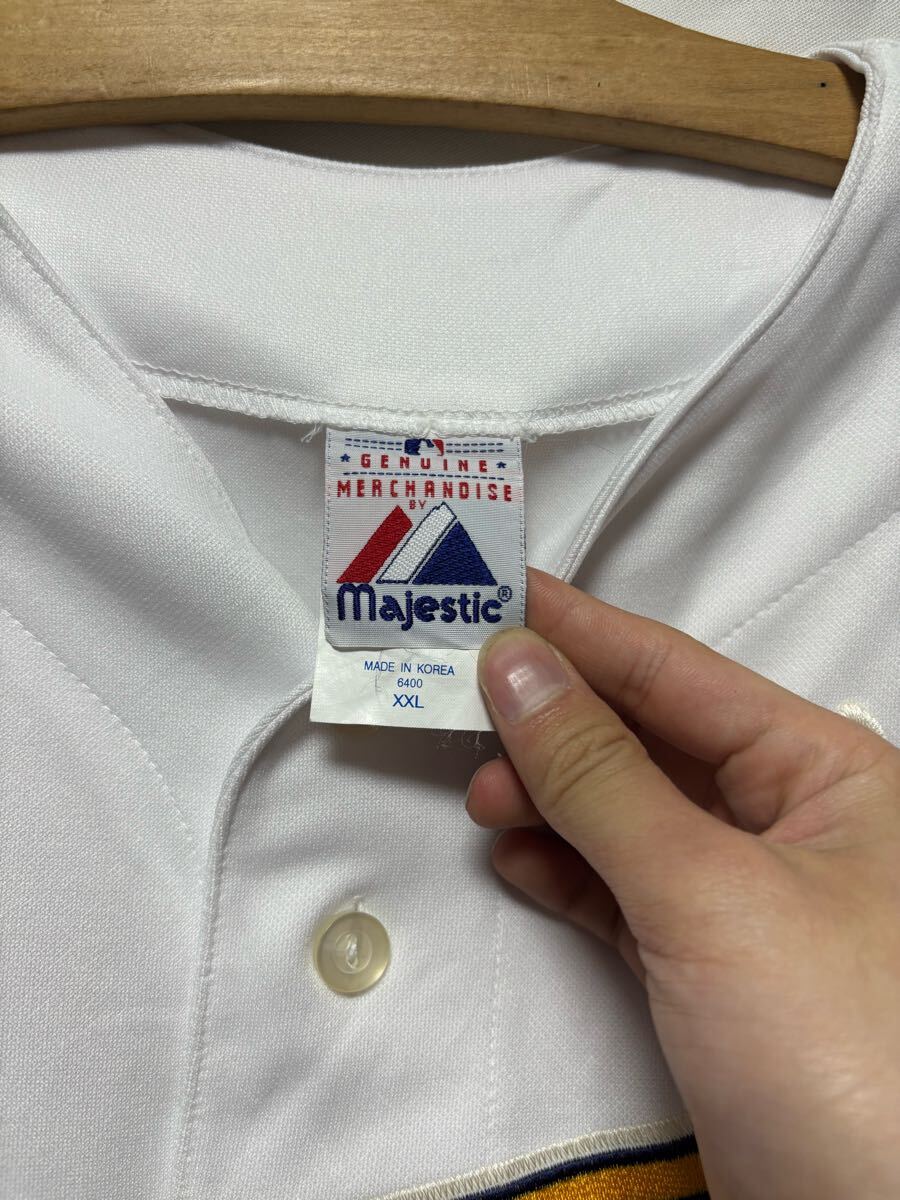 GENUINE
MERCHANDISE
BY
Majestic®
MADE IN KOREA
6400
XXL